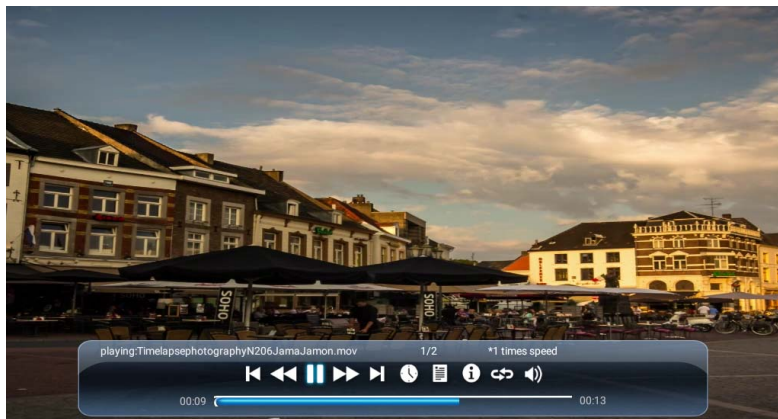 SOHO
SOHO
playing:TimelapsephotographyN206JamaJamon.mov 1/2 *1 times speed
00:09 00:13